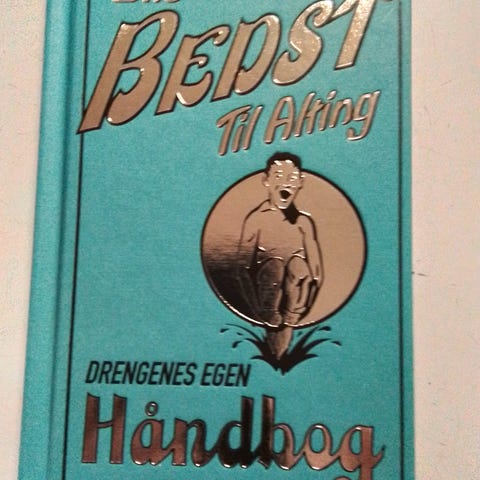 BEDST
Til Alting
DRENGENES EGEN
Håndbog